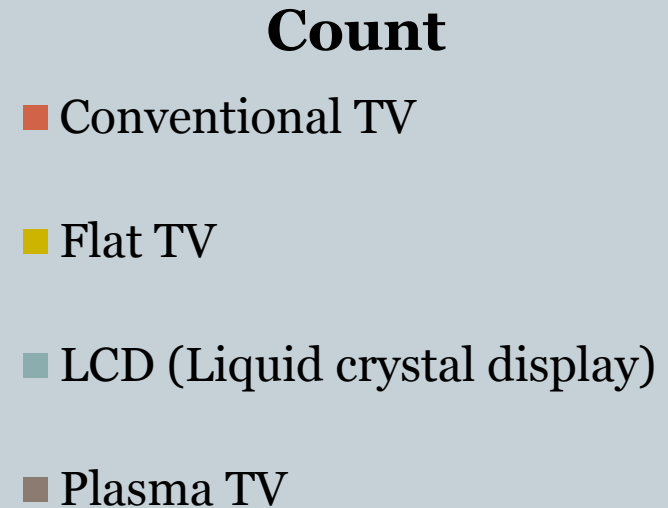 Count
Conventional TV
Flat TV
LCD (Liquid crystal display)
Plasma TV